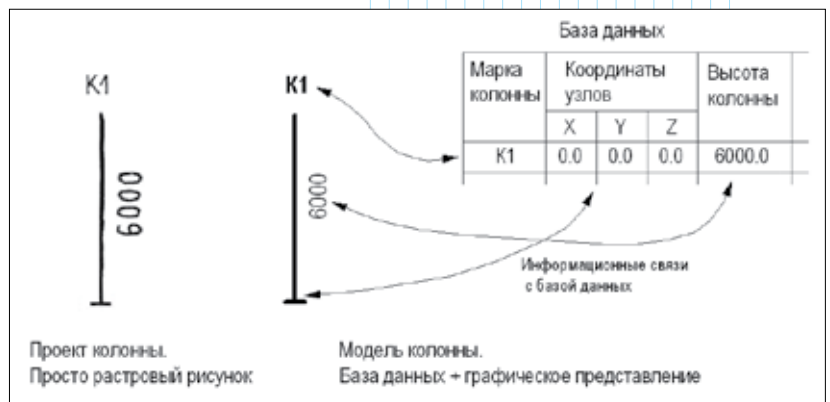 База данных
Марка колонны
Координаты узлов
Высота колонны
X Y Z
К1 0.0 0.0 0.0 6000.0
К1
6000
К1
6000
Информационные связи
с базой данных
Проект колонны.
Просто растровый рисунок
Модель колонны.
База данных + графическое представление